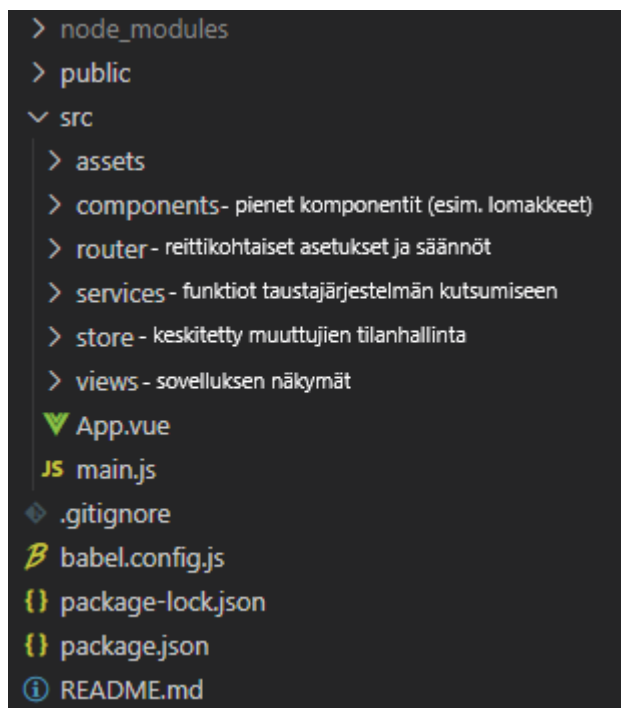 node_modules
public
src
assets
components - pienet komponentit (esim. lomakkeet)
router - reittikohtaiset asetukset ja säännöt
services - funktiot taustajärjestelmän kutsumiseen
store - keskitetty muuttujien tilanhallinta
views - sovelluksen näkymät
App.vue
JS main.js
.gitignore
babel.config.js
{} package-lock.json
{} package.json
README.md